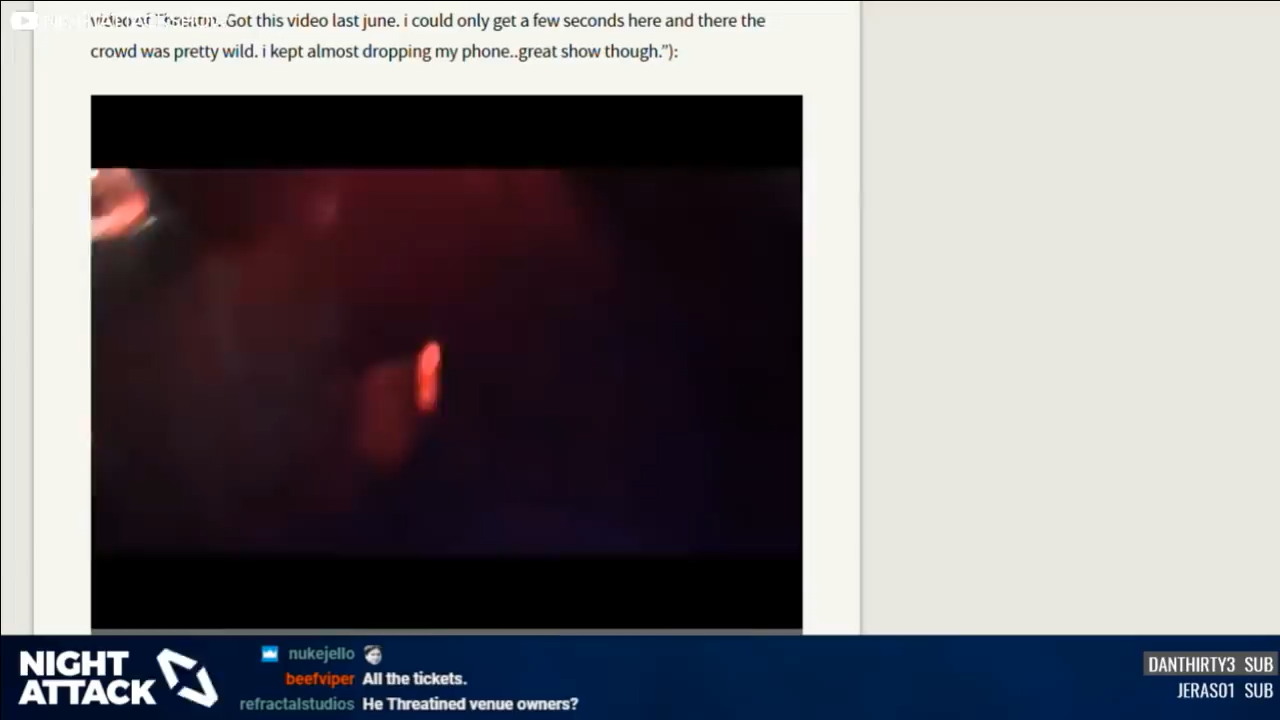 Got this video last june. i could only get a few seconds here and there the
crowd was pretty wild. i kept almost dropping my phone..great show though.”):
NIGHT
ATTACK
nukejello
beefviper All the tickets.
refractalstudios He Threatined venue owners?
DANTHIRTY3 SUB
JERAS01 SUB